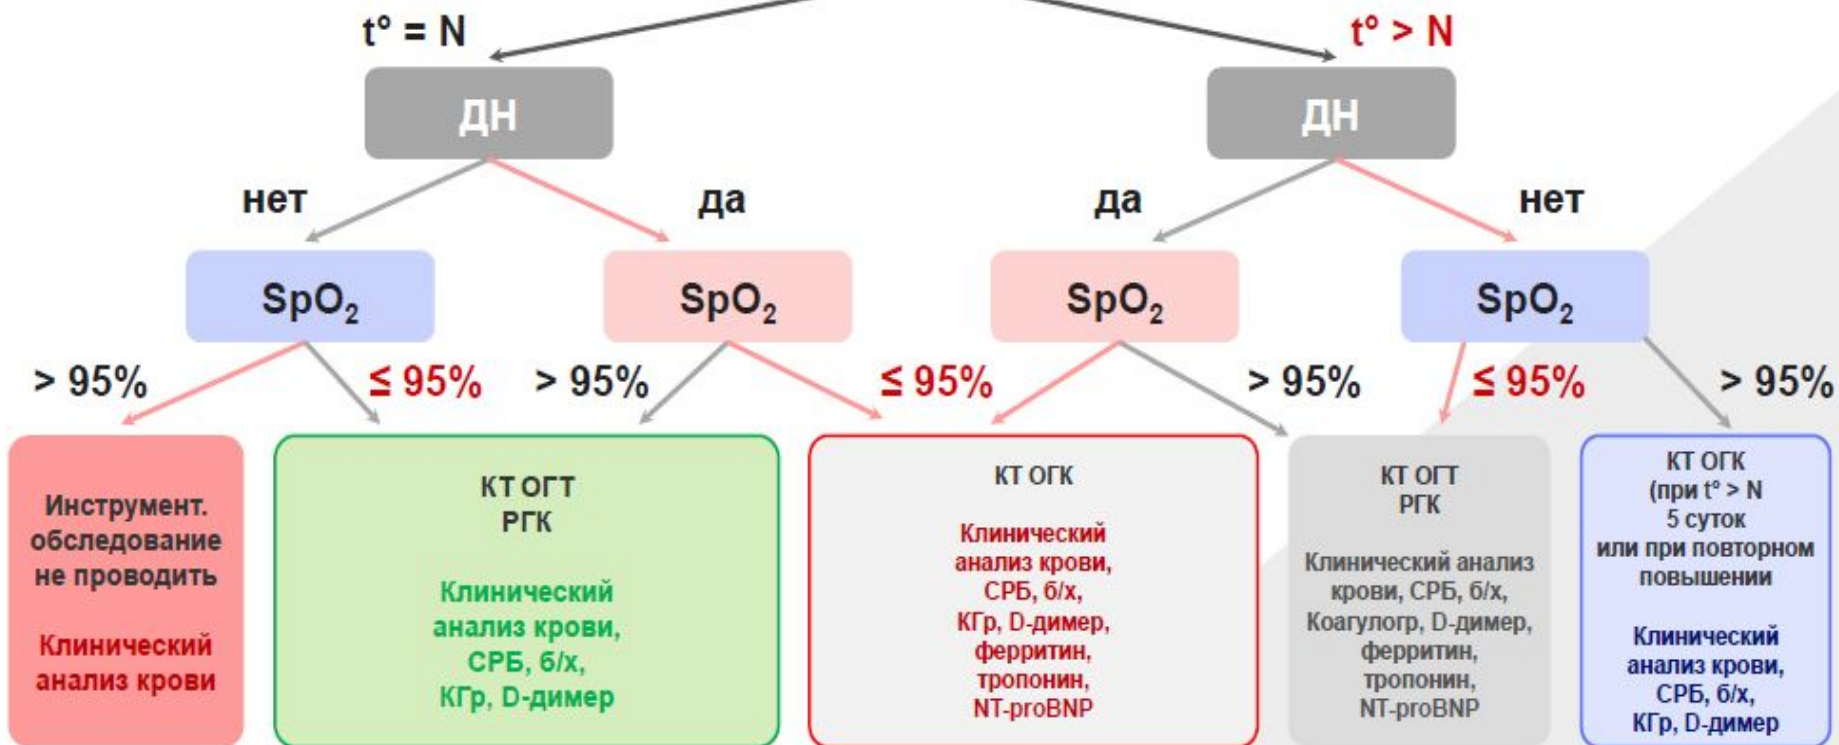 t° = N
t° > N
ДН
ДН
нет
да
да
нет
SpO₂
SpO₂
SpO₂
SpO₂
> 95%
≤ 95%
> 95%
≤ 95%
> 95%
≤ 95%
> 95%
Инструмент.
обследование
не проводить
Клинический
анализ крови
КТ ОГТ
РГК
Клинический
анализ крови,
СРБ, б/х,
КГр, D-димер
КТ ОГК
Клинический
анализ крови,
СРБ, б/х,
КГр, D-димер,
ферритин,
тропонин,
NT-proBNP
КТ ОГТ
РГК
Клинический анализ
крови, СРБ, б/х,
Коагулогр, D-димер,
ферритин,
тропонин,
NT-proBNP
КТ ОГК
(при t° > N
5 суток
или при повторном
повышении
Клинический
анализ крови,
СРБ, б/х,
КГр, D-димер